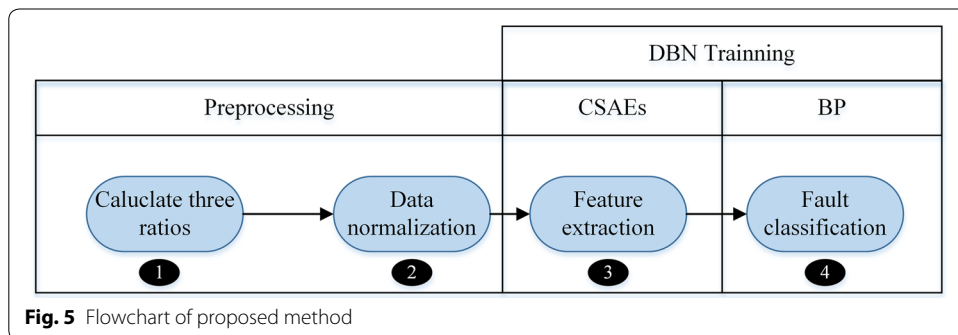 DBN Trainning
Preprocessing
CSAEs
BP
Caluclate three
ratios
Data
normalization
Feature
extraction
Fault
classification
1
2
3
4
Fig. 5 Flowchart of proposed method